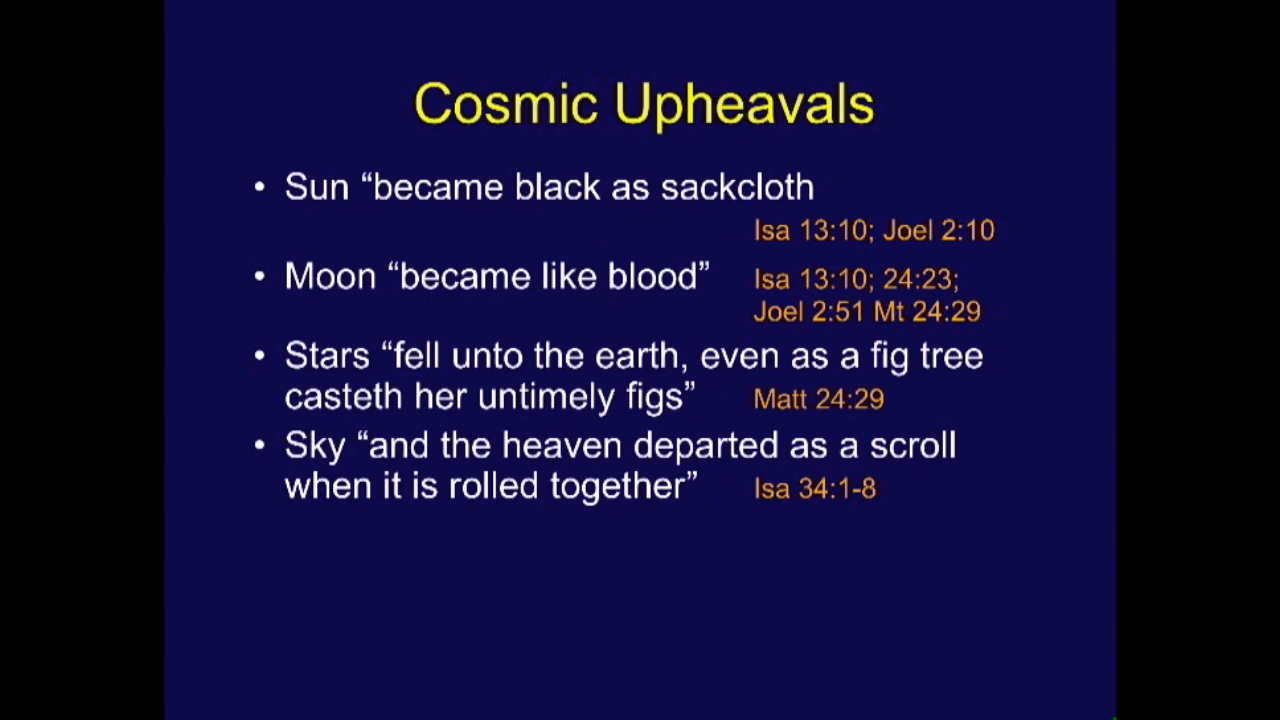 Cosmic Upheavals
• Sun “became black as sackcloth
Isa 13:10; Joel 2:10
• Moon “became like blood” Isa 13:10; 24:23;
Joel 2:51 Mt 24:29
• Stars “fell unto the earth, even as a fig tree
casteth her untimely figs” Matt 24:29
• Sky “and the heaven departed as a scroll
when it is rolled together” Isa 34:1-8